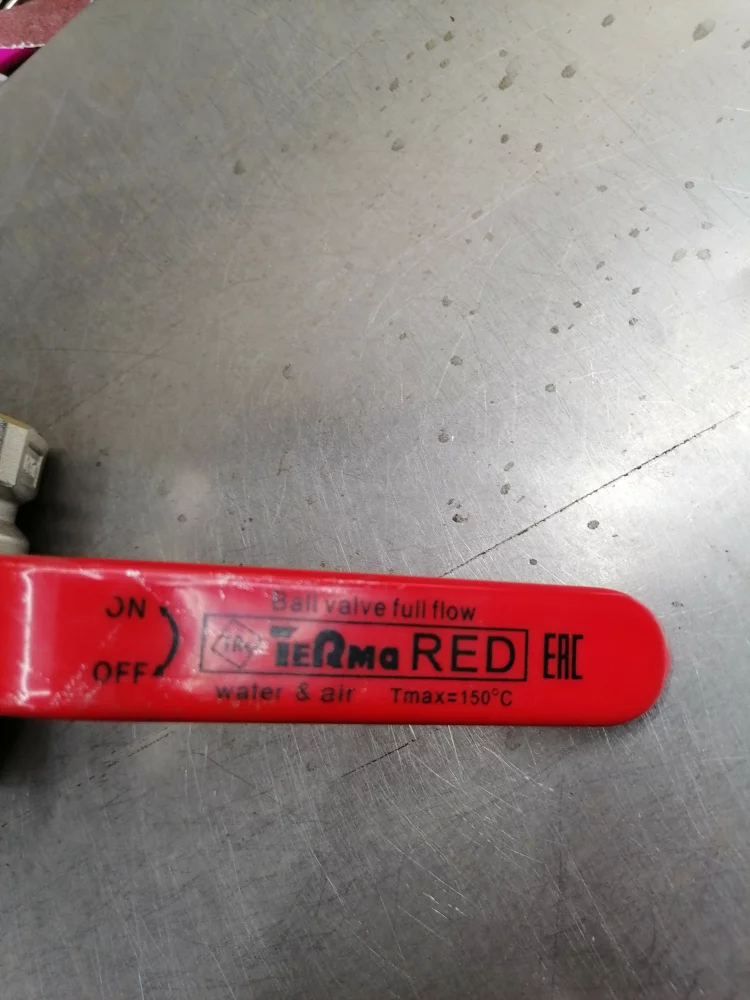 Ball valve full flow
ON
TERMa RED EAC
OFF
water & air Tmax=150°C